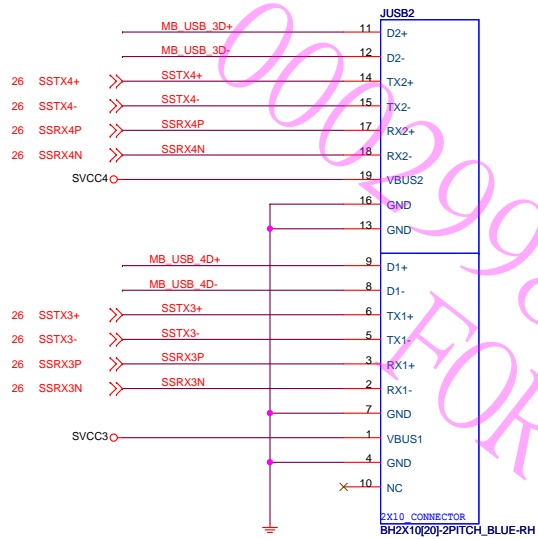 JUSB2
MB_USB_3D+ 11 D2+
MB_USB_3D- 12 D2-
26 SSTX4+ SSTX4+ 14 TX2+
26 SSTX4- SSTX4- 15 TX2-
26 SSRX4P SSRX4P 17 RX2+
26 SSRX4N SSRX4N 18 RX2-
SVCC4 19 VBUS2
16 GND
13 GND
MB_USB_4D+ 9 D1+
MB_USB_4D- 8 D1-
26 SSTX3+ SSTX3+ 6 TX1+
26 SSTX3- SSTX3- 5 TX1-
26 SSRX3P SSRX3P 3 RX1+
26 SSRX3N SSRX3N 2 RX1-
7 GND
SVCC3 1 VBUS1
4 GND
10 NC
2X10_CONNECTOR
BH2X10[20]-2PITCH_BLUE-RH
FOR